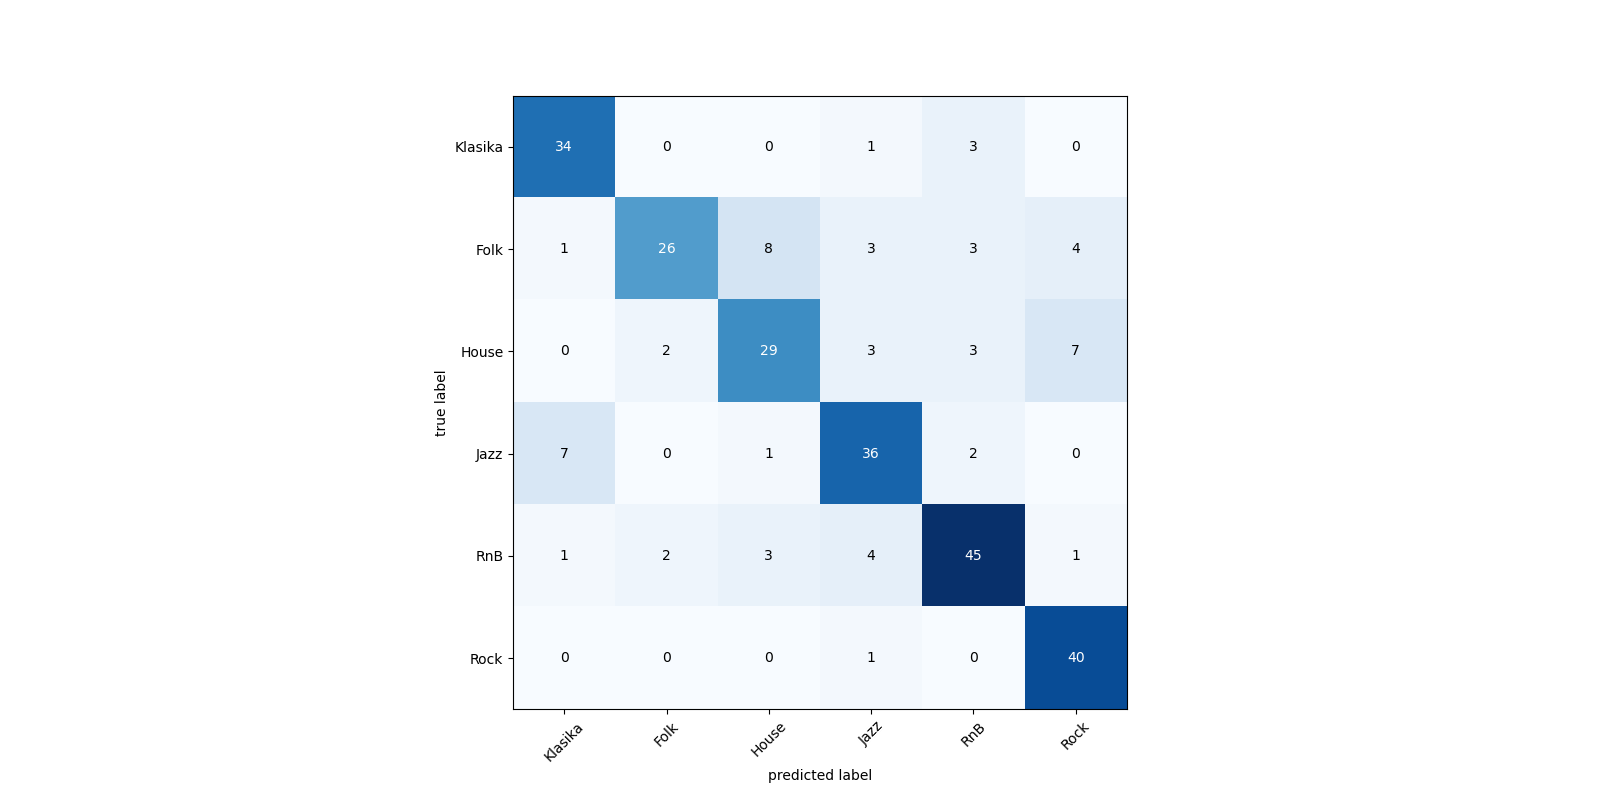 Klasika 34 0 0 1 3 0
Folk 1 26 8 3 3 4
House 0 2 29 3 3 7
Jazz 7 0 1 36 2 0
RnB 1 2 3 4 45 1
Rock 0 0 0 1 0 40
true label
Klasika Folk House Jazz RnB Rock
predicted label